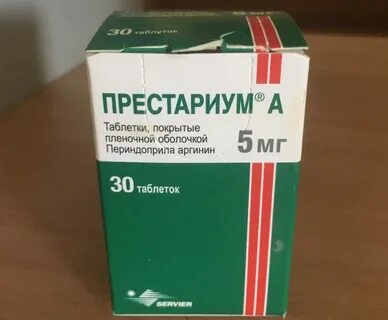 30 таблеток
ПРЕСТАРИУМ® А
Таблетки, покрытые
пленочной оболочкой
Периндоприла аргинин
5 мг
30 таблеток
SERVIER